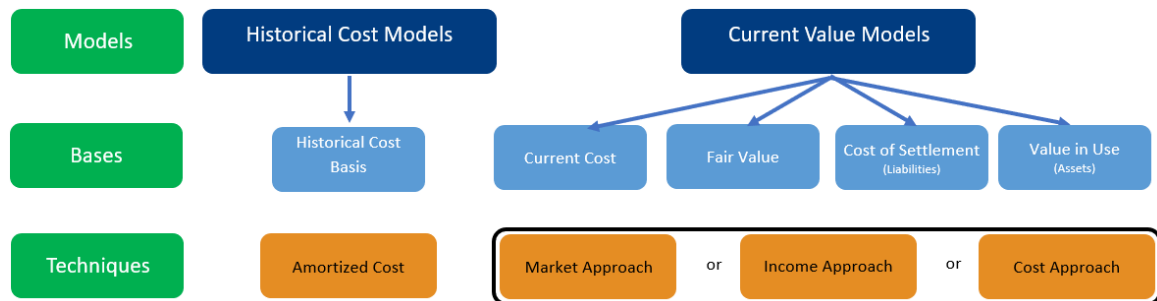 Models
Historical Cost Models
Current Value Models
Bases
Historical Cost
Basis
Current Cost
Fair Value
Cost of Settlement
(Liabilities)
Value in Use
(Assets)
Techniques
Amortized Cost
Market Approach
or
Income Approach
or
Cost Approach